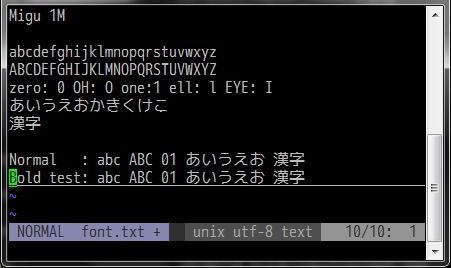 Migu 1M
abcdefghijklmnopqrstuvwxyz
ABCDEFGHIJKLMNOPQRSTUVWXYZ
zero: 0 OH: O one:1 ell: l EYE: I
あいうえおかきくけこ
漢字
Normal   : abc ABC 01 あいうえお 漢字
Bold test: abc ABC 01 あいうえお 漢字
~
~
NORMAL  font.txt +  unix utf-8 text  10/10:  1